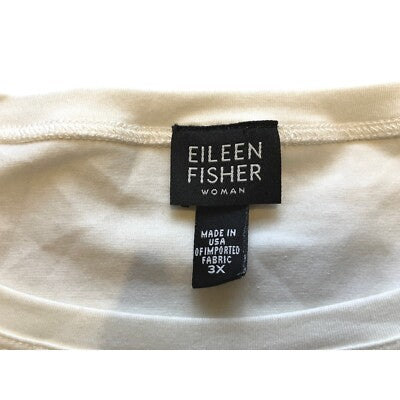 EILEEN
FISHER
WOMAN
MADE IN
USA
OF IMPORTED
FABRIC
3X